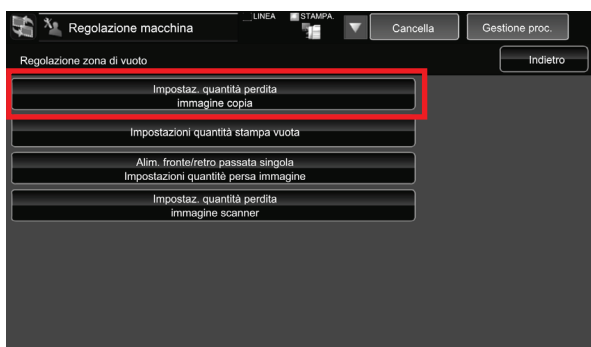 Regolazione macchina
LINEA
STAMPA.
Cancella
Gestione proc.
Regolazione zona di vuoto
Indietro
Impostaz. quantità perdita
immagine copia
Impostazioni quantità stampa vuota
Alim. fronte/retro passata singola
Impostazioni quantitè persa immagine
Impostaz. quantità perdita
immagine scanner